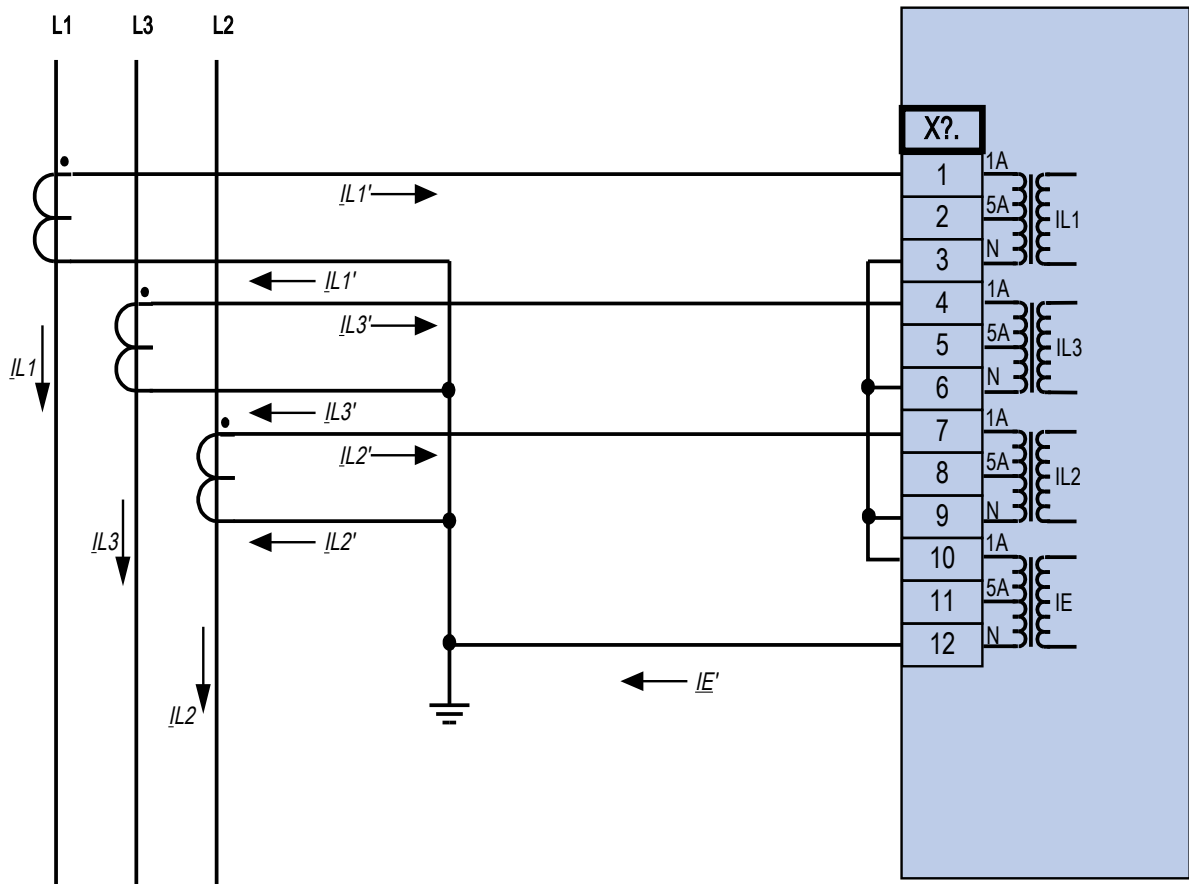 L1 L3 L2
X?.
1 1A
IL1' 2 5A IL1
3 N
IL1' 4 1A
IL3' 5 5A IL3
IL1
6 N
IL3' 7 1A
IL2' 8 5A IL2
9 N
IL3 IL2' 10 1A
11 5A IE
12 N
IE'
IL2